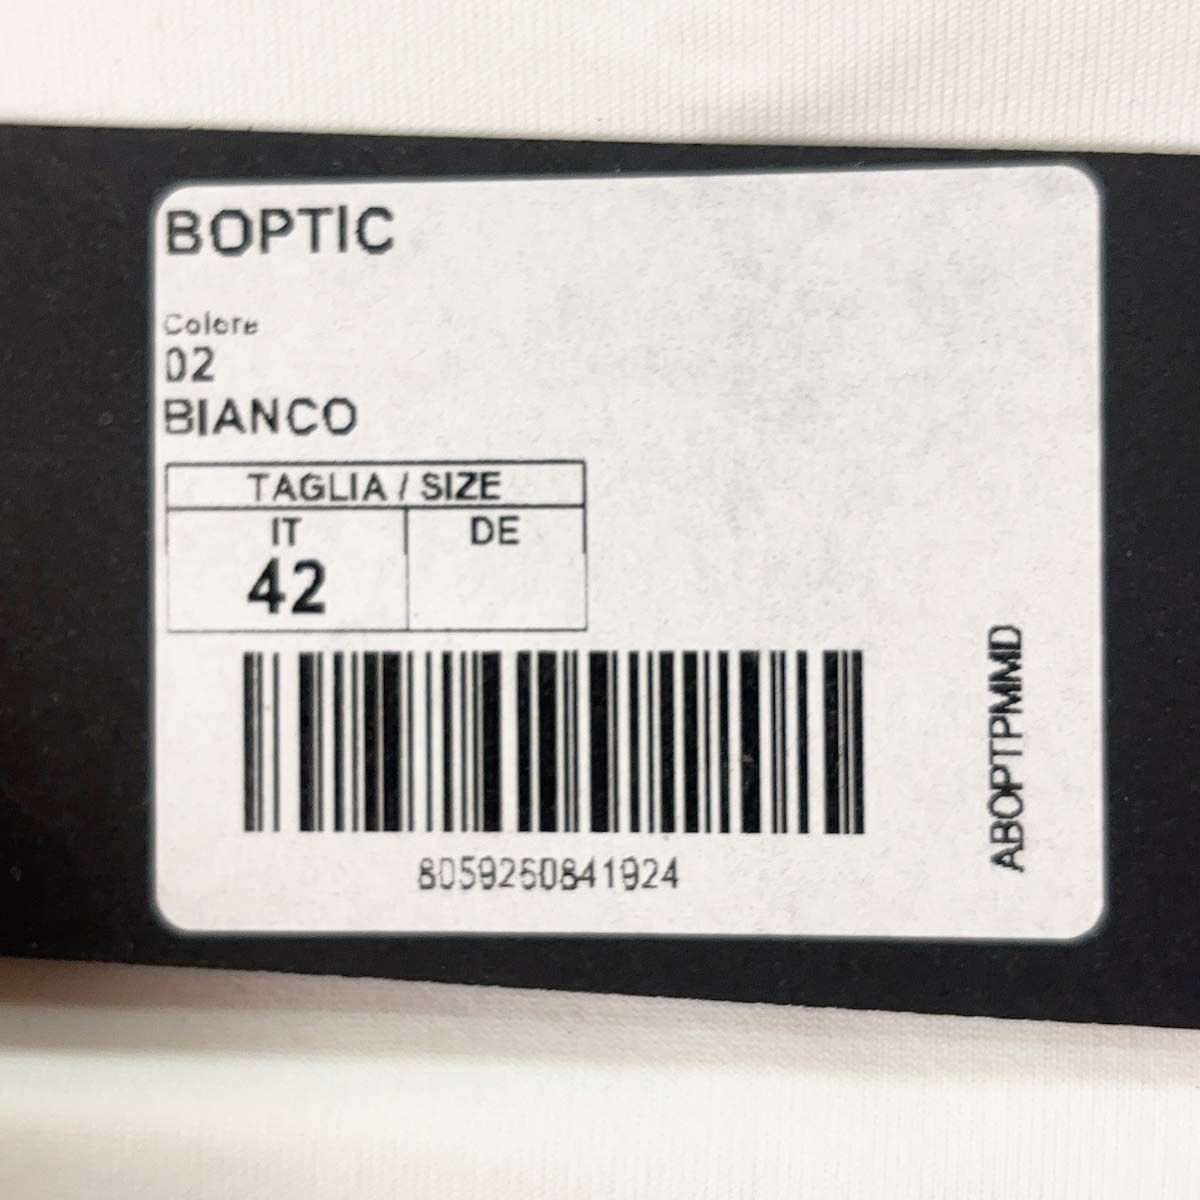 BOPTIC
Colore
02
BIANCO
TAGLIA / SIZE
IT DE
42
8059260841924
ABOPTPMMD